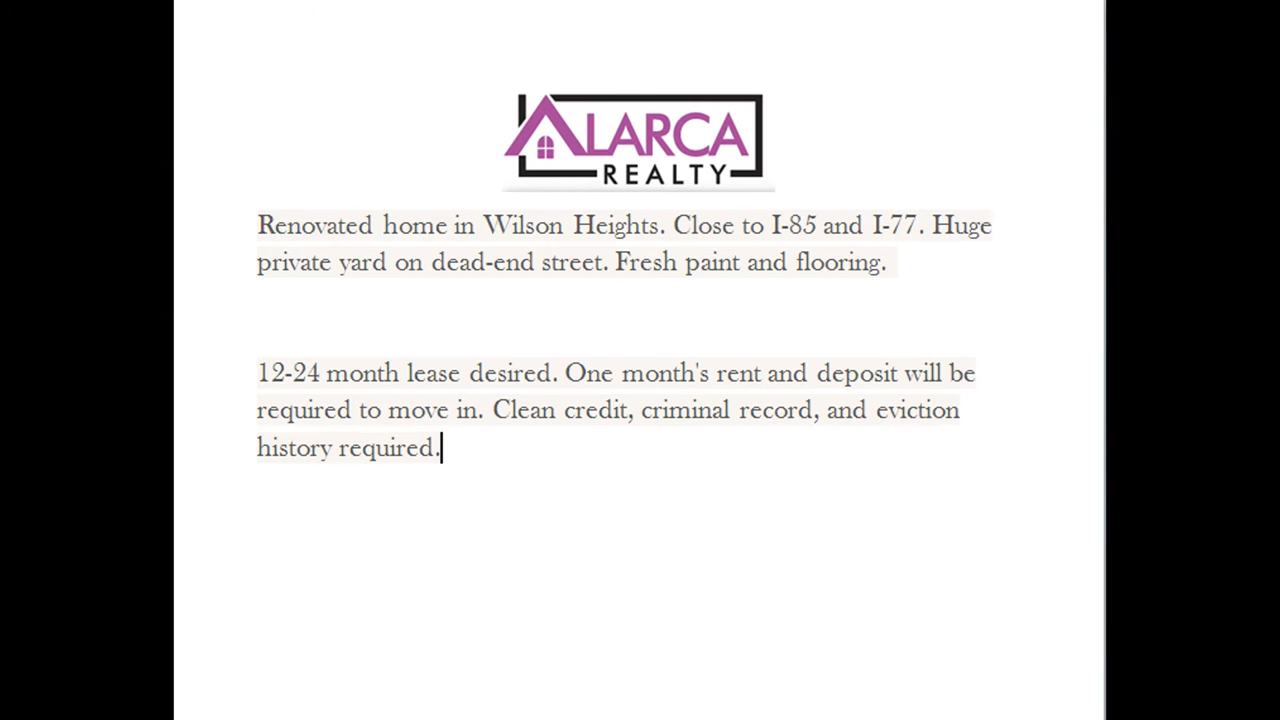 ALARCA
REALTY
Renovated home in Wilson Heights. Close to I-85 and I-77. Huge
private yard on dead-end street. Fresh paint and flooring.
12-24 month lease desired. One month's rent and deposit will be
required to move in. Clean credit, criminal record, and eviction
history required.